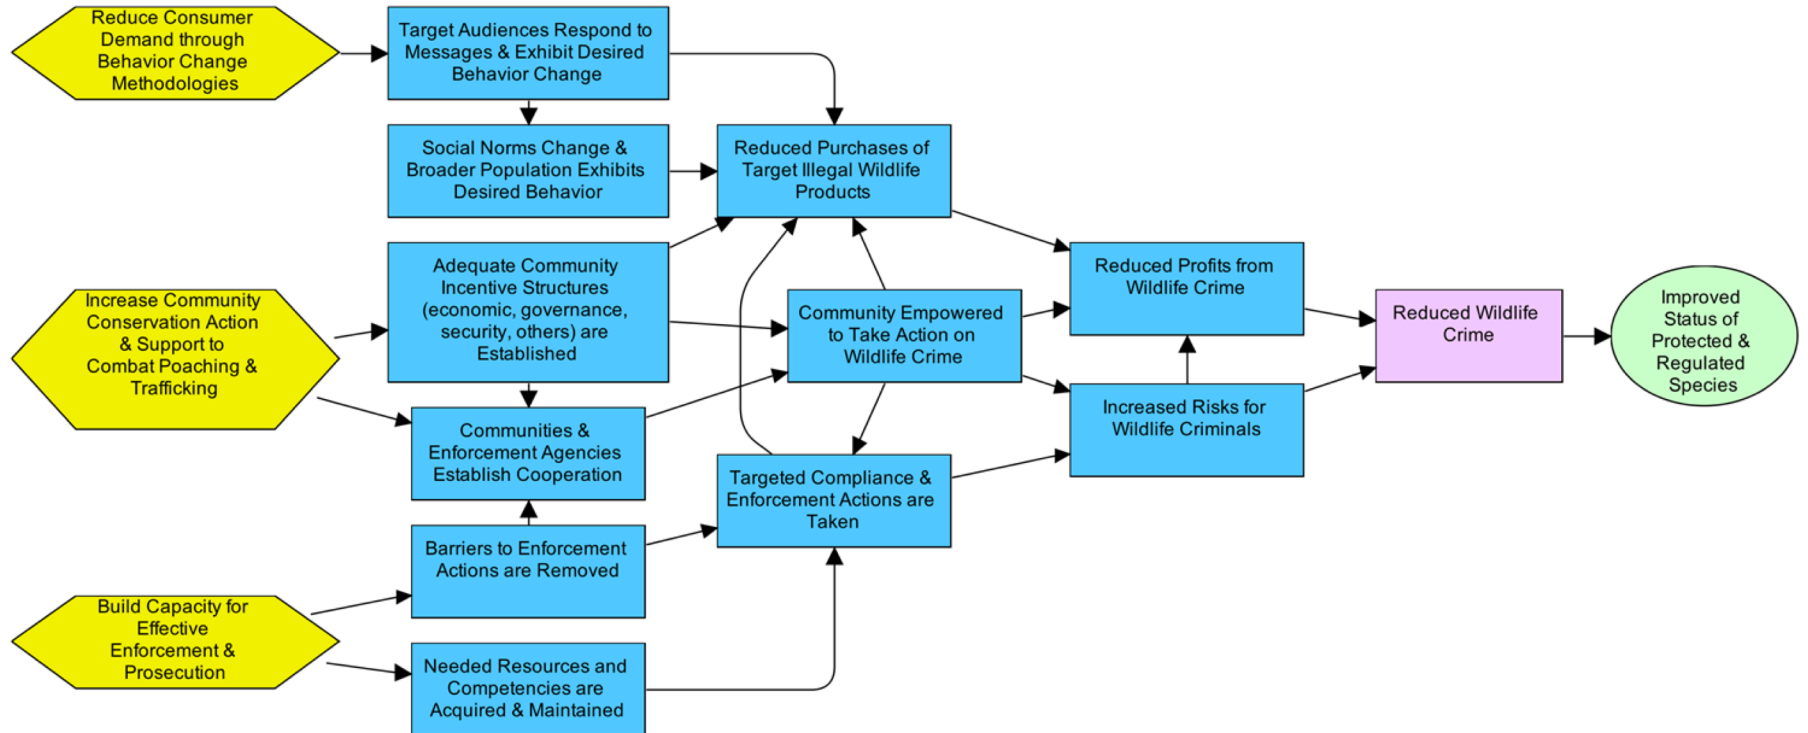 Reduce Consumer
Demand through
Behavior Change
Methodologies
Target Audiences Respond to
Messages & Exhibit Desired
Behavior Change
Social Norms Change &
Broader Population Exhibits
Desired Behavior
Reduced Purchases of
Target Illegal Wildlife
Products
Increase Community
Conservation Action
& Support to
Combat Poaching &
Trafficking
Adequate Community
Incentive Structures
(economic, governance,
security, others) are
Established
Community Empowered
to Take Action on
Wildlife Crime
Reduced Profits from
Wildlife Crime
Reduced Wildlife
Crime
Improved
Status of
Protected &
Regulated
Species
Increased Risks for
Wildlife Criminals
Communities &
Enforcement Agencies
Establish Cooperation
Targeted Compliance &
Enforcement Actions are
Taken
Barriers to Enforcement
Actions are Removed
Build Capacity for
Effective
Enforcement &
Prosecution
Needed Resources and
Competencies are
Acquired & Maintained